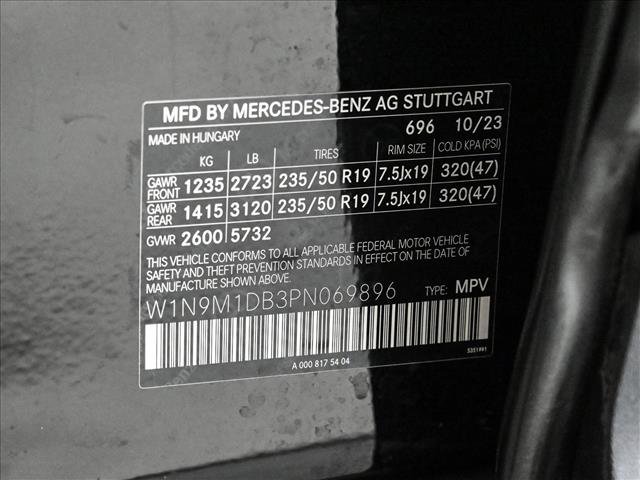 MFD BY MERCEDES-BENZ AG STUTTGART
MADE IN HUNGARY 696 10/23
KG LB TIRES RIM SIZE COLD KPA (PSI)
GAWR FRONT 1235 2723 235/50 R19 7.5Jx19 320(47)
GAWR REAR 1415 3120 235/50 R19 7.5Jx19 320(47)
GVWR 2600 5732
THIS VEHICLE CONFORMS TO ALL APPLICABLE FEDERAL MOTOR VEHICLE
SAFETY AND THEFT PREVENTION STANDARDS IN EFFECT ON THE DATE OF
MANUFACTURE SHOWN ABOVE.
W1N9M1DB3PN069896 TYPE: MPV
A 000 817 54 04 5351991